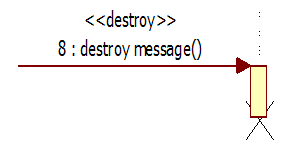 <<destroy>>
8 : destroy message()